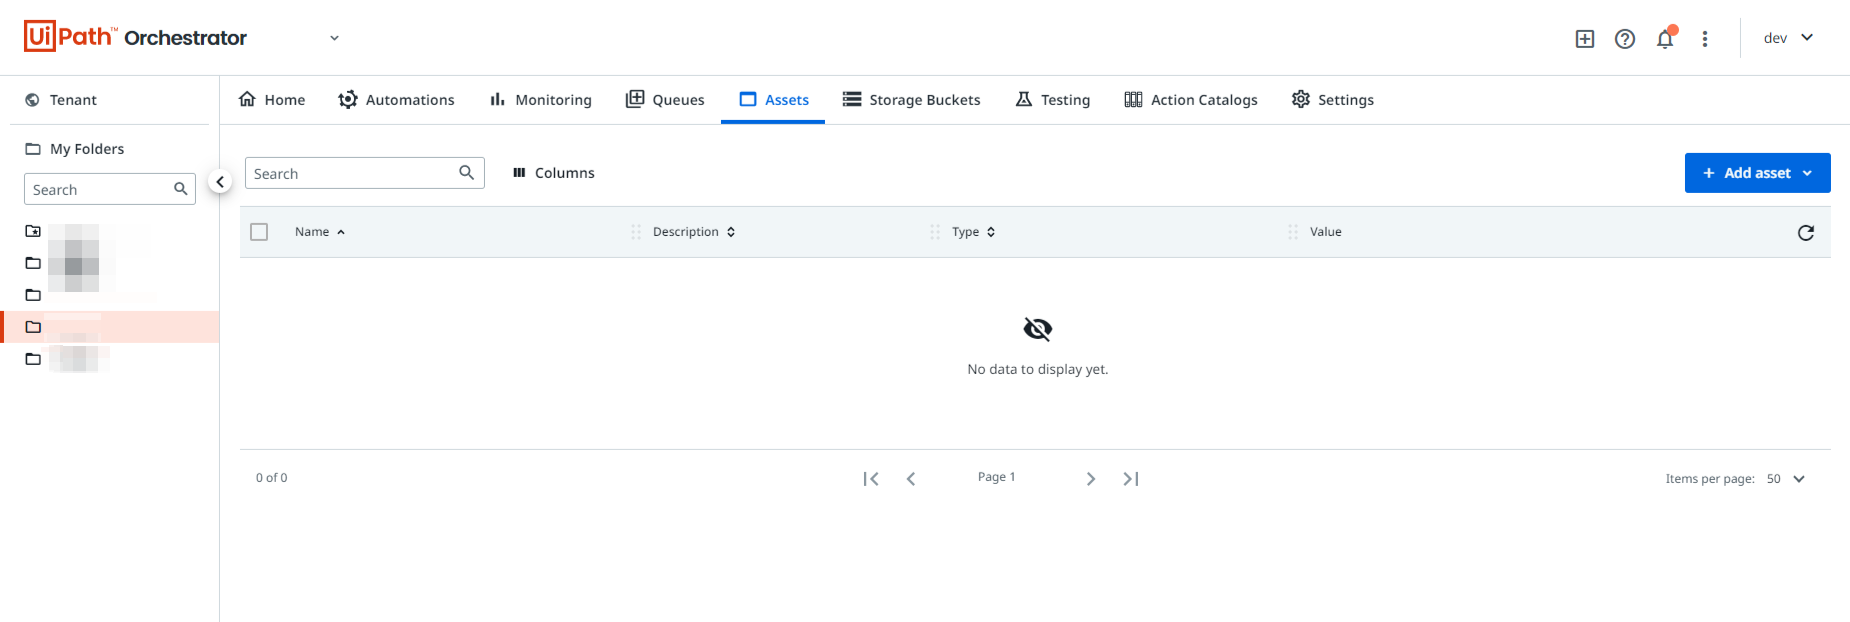 UiPath™ Orchestrator
dev
Tenant
Home Automations Monitoring Queues Assets Storage Buckets Testing Action Catalogs Settings
My Folders
Search
Search
Columns
+ Add asset
Name Description Type Value
No data to display yet.
0 of 0
Page 1
Items per page: 50